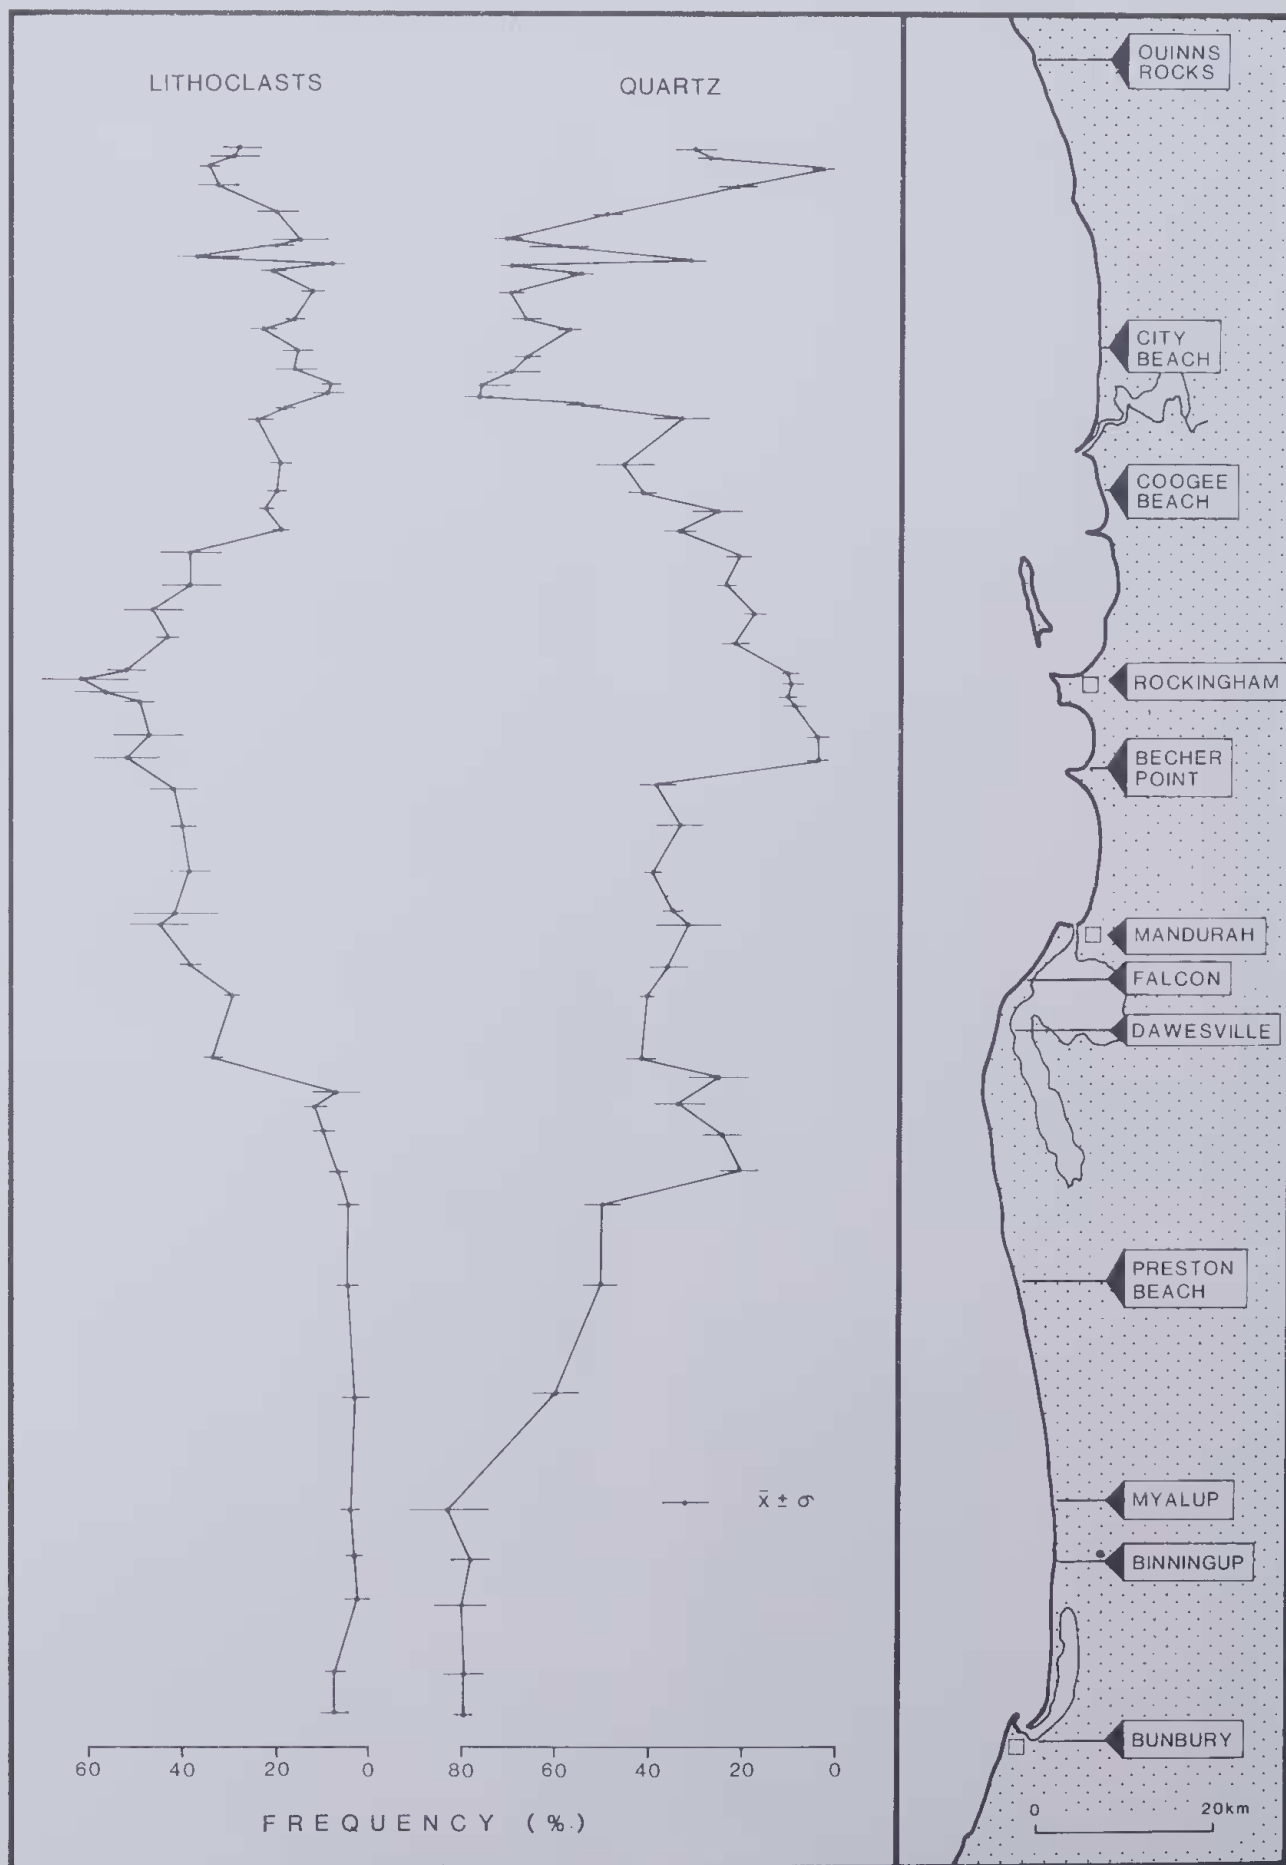 LITHOCLASTS
QUARTZ
x̄ ± σ
60 40 20 0
80 60 40 20 0
FREQUENCY (%.)
QUINNS
ROCKS
CITY
BEACH
COOGEE
BEACH
ROCKINGHAM
BECHER
POINT
MANDURAH
FALCON
DAWESVILLE
PRESTON
BEACH
MYALUP
BINNINGUP
BUNBURY
0 20km